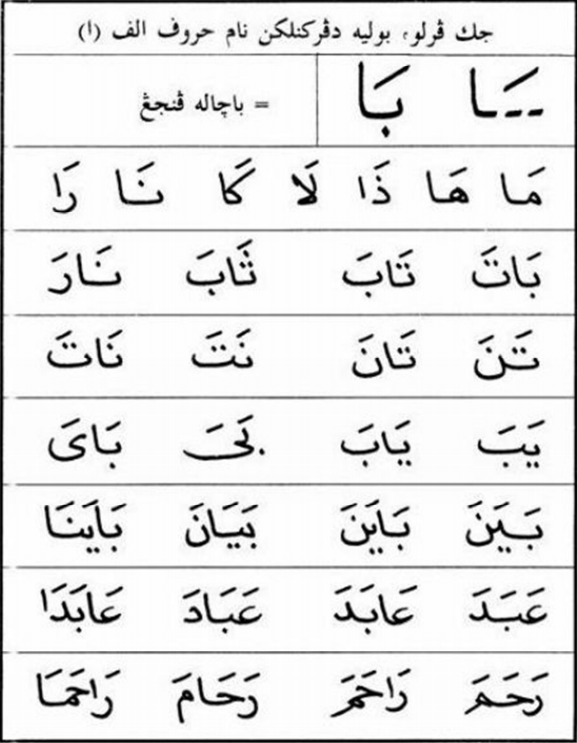 جك ڤرلو، بوليه دڤركنلكن نام حروف الف (ا)
--َـا بَا = باچاله ڤنجڠ
مَا هَا ذَا لَا كَا نَا رَا
بَاتَ تَابَ ثَابَ نَارَ
تَنَ تَانَ نَتَ نَاتَ
يَبَ يَابَ بَىَ بَاىَ
بَيَنَ بَايَنَ بَيَانَ بَايَنَا
عَبَدَ عَابَدَ عَبَادَ عَابَدَا
رَحَمَ رَاحَمَ رَحَامَ رَاحَمَا